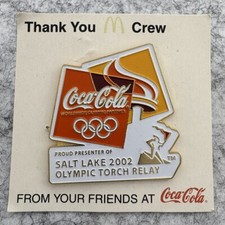 Thank You M Crew
Coca-Cola
PROUD PRESENTER OF
SALT LAKE 2002
OLYMPIC TORCH RELAY
TM
FROM YOUR FRIENDS AT Coca-Cola